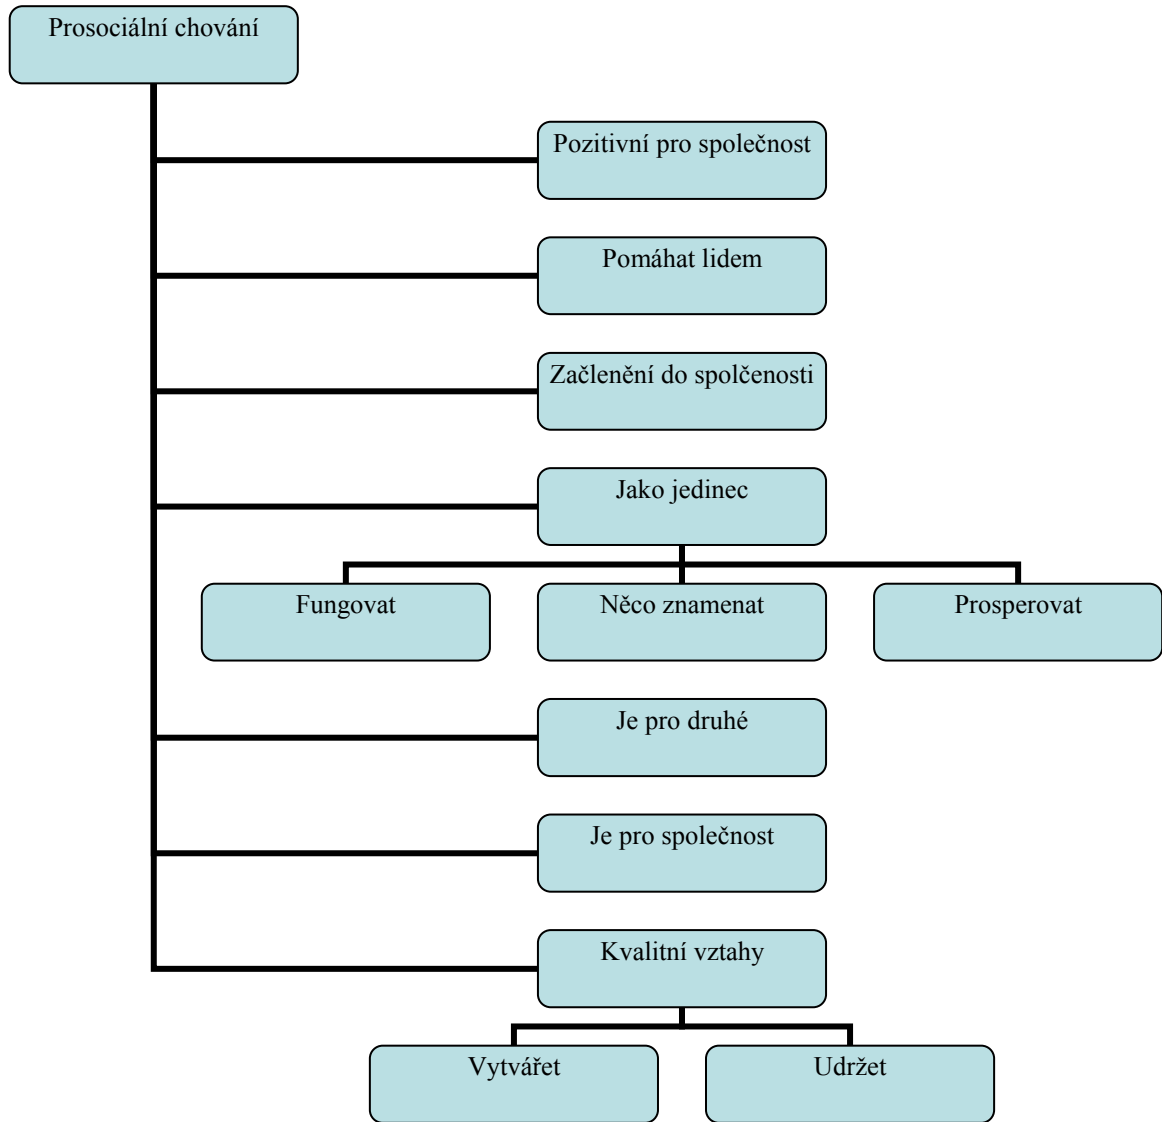 Prosociální chování
Pozitivní pro společnost
Pomáhat lidem
Začlenění do spolčenosti
Jako jedinec
Fungovat
Něco znamenat
Prosperovat
Je pro druhé
Je pro společnost
Kvalitní vztahy
Vytvářet
Udržet